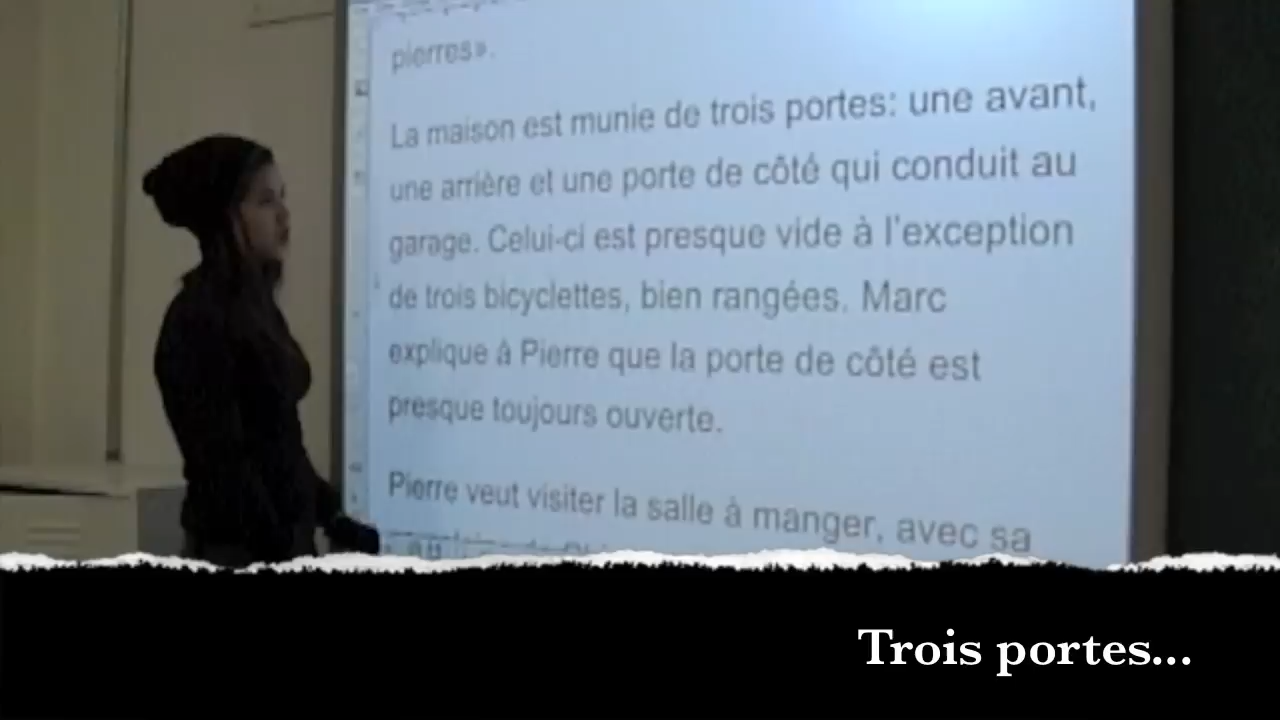 pierres».
La maison est munie de trois portes: une avant,
une arrière et une porte de côté qui conduit au
garage. Celui-ci est presque vide à l'exception
de trois bicyclettes, bien rangées. Marc
explique à Pierre que la porte de côté est
presque toujours ouverte.
Pierre veut visiter la salle à manger, avec sa
Trois portes...